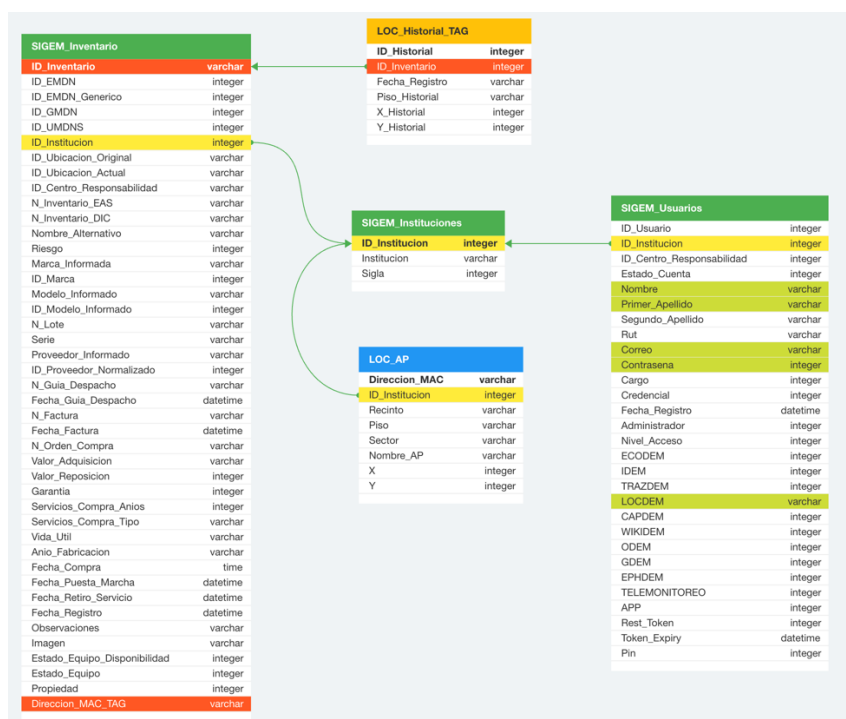 SIGEM_Inventario
ID_Inventario varchar
ID_EMDN integer
ID_EMDN_Generico integer
ID_GMDN integer
ID_UMDNS integer
ID_Institucion integer
ID_Ubicacion_Original varchar
ID_Ubicacion_Actual varchar
ID_Centro_Responsabilidad varchar
N_Inventario_EAS varchar
N_Inventario_DIC varchar
Nombre_Alternativo varchar
Riesgo integer
Marca_Informada varchar
ID_Marca integer
Modelo_Informado varchar
ID_Modelo_Informado integer
N_Lote varchar
Serie varchar
Proveedor_Informado varchar
ID_Proveedor_Normalizado integer
N_Guia_Despacho varchar
Fecha_Guia_Despacho datetime
N_Factura varchar
Fecha_Factura datetime
N_Orden_Compra varchar
Valor_Adquisicion varchar
Valor_Reposicion integer
Garantia integer
Servicios_Compra_Anios integer
Servicios_Compra_Tipo varchar
Vida_Util varchar
Anio_Fabricacion varchar
Fecha_Compra time
Fecha_Puesta_Marcha datetime
Fecha_Retiro_Servicio datetime
Fecha_Registro datetime
Observaciones varchar
Imagen varchar
Estado_Equipo_Disponibilidad integer
Estado_Equipo integer
Propiedad integer
Direccion_MAC_TAG varchar
LOC_Historial_TAG
ID_Historial integer
ID_Inventario integer
Fecha_Registro varchar
Piso_Historial varchar
X_Historial integer
Y_Historial integer
SIGEM_Instituciones
ID_Institucion integer
Institucion varchar
Sigla integer
LOC_AP
Direccion_MAC varchar
ID_Institucion integer
Recinto varchar
Piso varchar
Sector varchar
Nombre_AP varchar
X integer
Y integer
SIGEM_Usuarios
ID_Usuario integer
ID_Institucion integer
ID_Centro_Responsabilidad integer
Estado_Cuenta integer
Nombre varchar
Primer_Apellido varchar
Segundo_Apellido varchar
Rut varchar
Correo varchar
Contrasena integer
Cargo integer
Credencial integer
Fecha_Registro datetime
Administrador integer
Nivel_Acceso integer
ECODEM integer
IDEM integer
TRAZDEM integer
LOCDEM varchar
CAPDEM integer
WIKIDEM integer
ODEM integer
GDEM integer
EPHDEM integer
TELEMONITOREO integer
APP integer
Rest_Token integer
Token_Expiry datetime
Pin integer